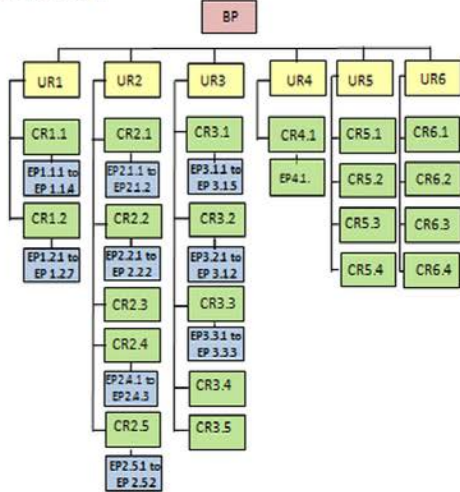 BP
UR1
UR2
UR3
UR4
UR5
UR6
CR1.1
EP1.1.1 to
EP 1.1.4
CR1.2
EP1.2.1 to
EP 1.2.7
CR2.1
EP2.1.1 to
EP2.1.2
CR2.2
EP2.2.1 to
EP 2.2.2
CR2.3
CR2.4
EP2.4.1 to
EP2.4.3
CR2.5
EP2.5.1 to
EP 2.5.2
CR3.1
EP3.1.1 to
EP 3.1.5
CR3.2
EP3.2.1 to
EP 3.1.2
CR3.3
EP3.3.1 to
EP 3.3.3
CR3.4
CR3.5
CR4.1
EP4.1.
CR5.1
CR5.2
CR5.3
CR5.4
CR6.1
CR6.2
CR6.3
CR6.4